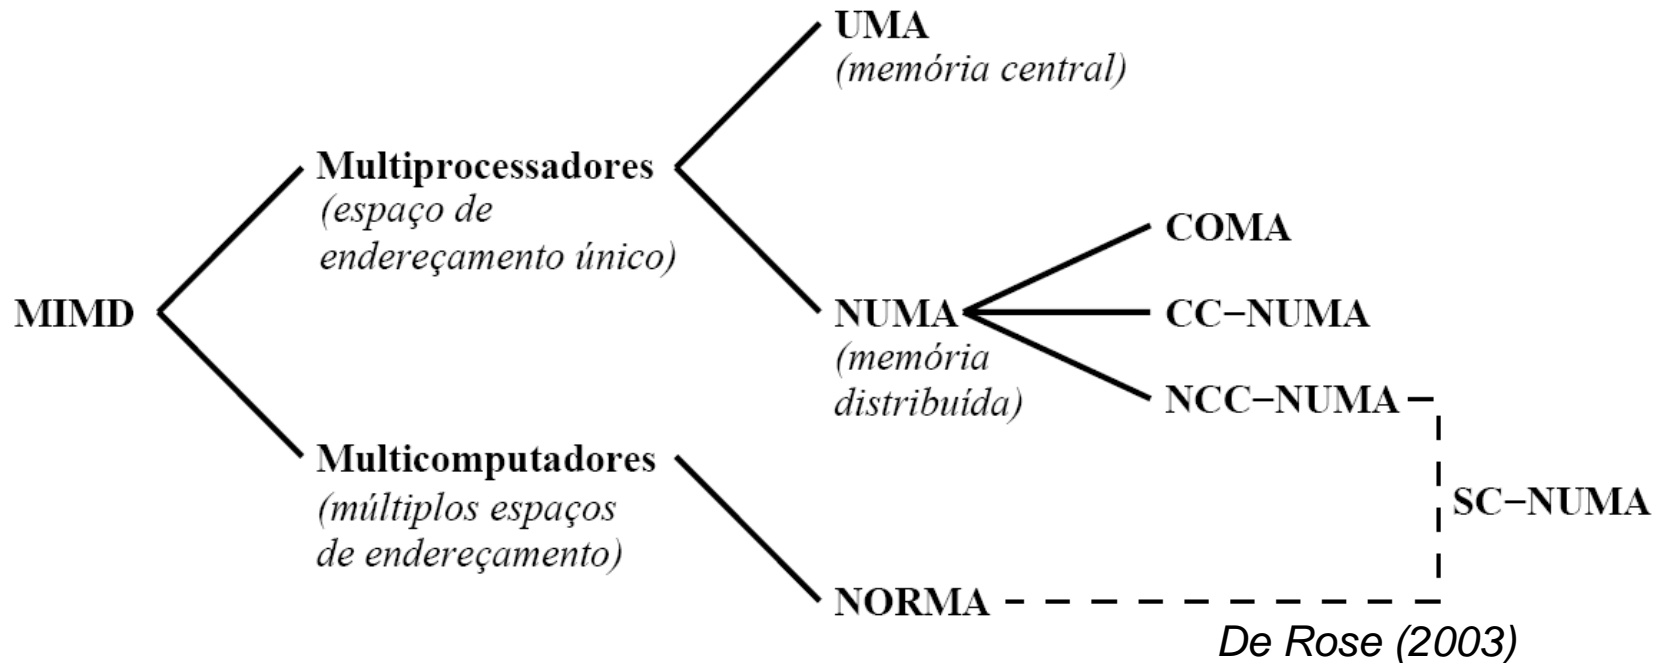 UMA
(memória central)
Multiprocessadores
(espaço de
endereçamento único)
COMA
MIMD
NUMA
(memória
distribuída)
CC−NUMA
NCC−NUMA
Multicomputadores
(múltiplos espaços
de endereçamento)
SC−NUMA
NORMA
De Rose (2003)